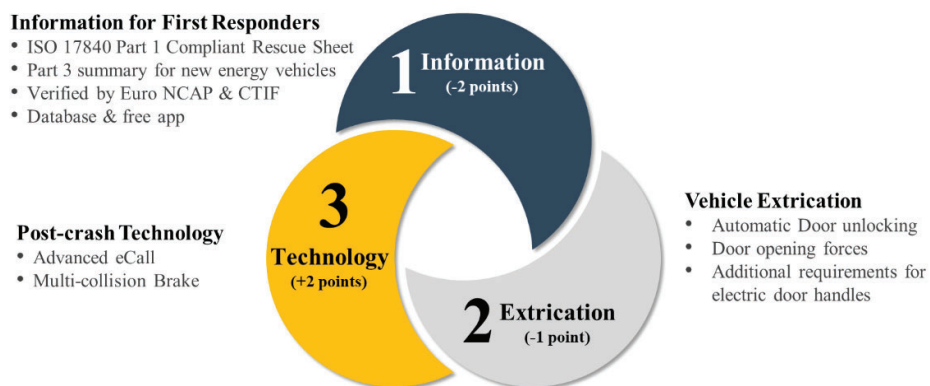 Information for First Responders
• ISO 17840 Part 1 Compliant Rescue Sheet
• Part 3 summary for new energy vehicles
• Verified by Euro NCAP & CTIF
• Database & free app
1 Information
(-2 points)
3
Technology
(+2 points)
Post-crash Technology
• Advanced eCall
• Multi-collision Brake
2 Extrication
(-1 point)
Vehicle Extrication
• Automatic Door unlocking
• Door opening forces
• Additional requirements for
electric door handles